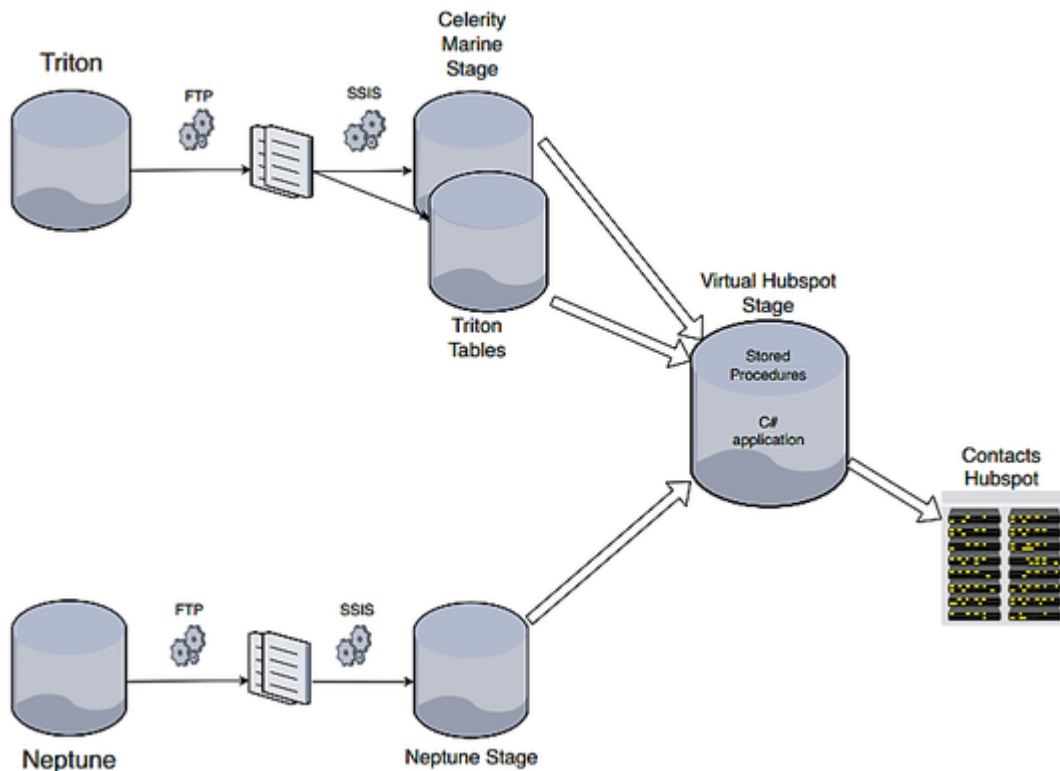 Triton
FTP
SSIS
Celerity
Marine
Stage
Triton
Tables
Virtual Hubspot
Stage
Stored
Procedures
C#
application
Contacts
Hubspot
FTP
SSIS
Neptune
Neptune Stage